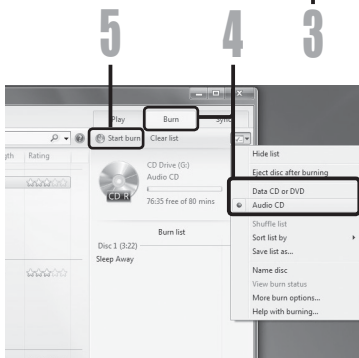 5 4 3
Play Burn Sync
Start burn Clear list
gth Rating
CD Drive (G:)
Audio CD
CD-R
76:35 free of 80 mins
Burn list
Disc 1 (3:22)
Sleep Away
Hide list
Eject disc after burning
Data CD or DVD
Audio CD
Shuffle list
Sort list by
Save list as...
Name disc
View burn status
More burn options...
Help with burning...